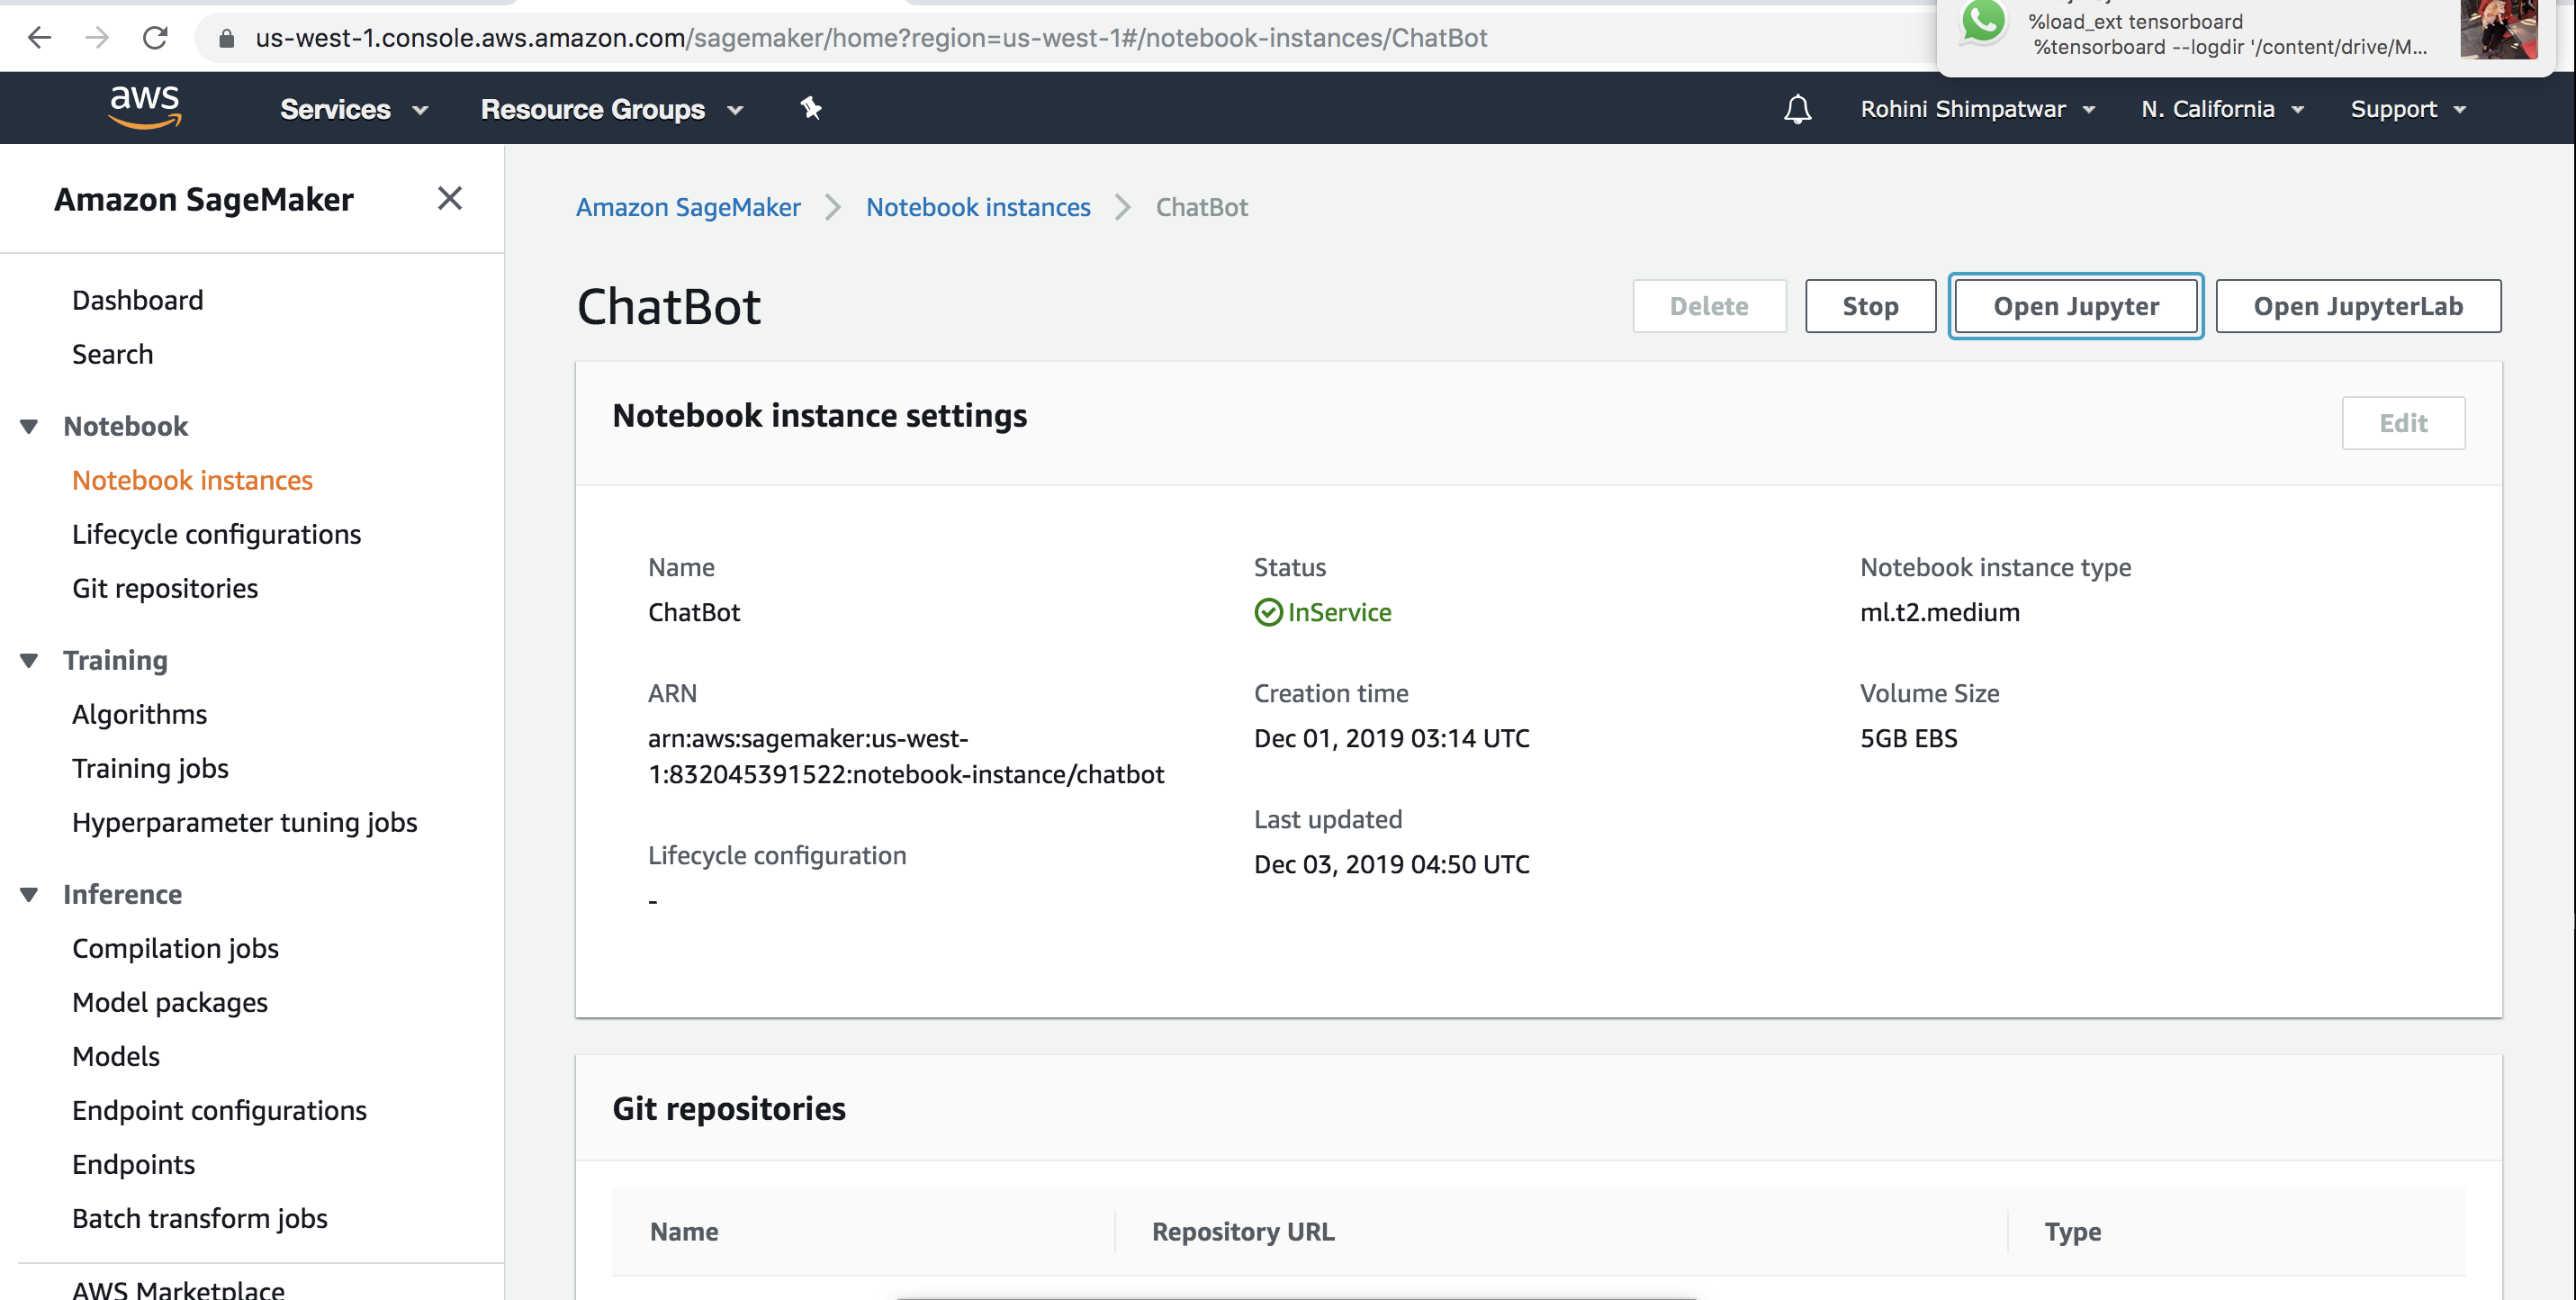 us-west-1.console.aws.amazon.com/sagemaker/home?region=us-west-1#/notebook-instances/ChatBot
%load_ext tensorboard
%tensorboard --logdir '/content/drive/M...
aws
Services
Resource Groups
Rohini Shimpatwar
N. California
Support
Amazon SageMaker
Dashboard
Search
Notebook
Notebook instances
Lifecycle configurations
Git repositories
Training
Algorithms
Training jobs
Hyperparameter tuning jobs
Inference
Compilation jobs
Model packages
Models
Endpoint configurations
Endpoints
Batch transform jobs
AWS Marketplace
Amazon SageMaker
Notebook instances
ChatBot
ChatBot
Delete
Stop
Open Jupyter
Open JupyterLab
Notebook instance settings
Edit
Name
ChatBot
ARN
arn:aws:sagemaker:us-west-
1:832045391522:notebook-instance/chatbot
Lifecycle configuration
-
Status
InService
Creation time
Dec 01, 2019 03:14 UTC
Last updated
Dec 03, 2019 04:50 UTC
Notebook instance type
ml.t2.medium
Volume Size
5GB EBS
Git repositories
Name
Repository URL
Type